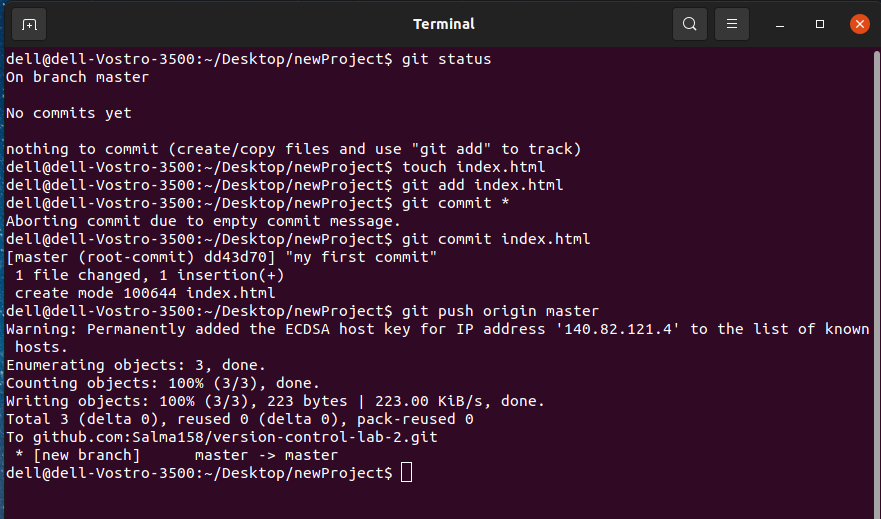 Terminal
dell@dell-Vostro-3500:~/Desktop/newProject$ git status
On branch master
No commits yet
nothing to commit (create/copy files and use "git add" to track)
dell@dell-Vostro-3500:~/Desktop/newProject$ touch index.html
dell@dell-Vostro-3500:~/Desktop/newProject$ git add index.html
dell@dell-Vostro-3500:~/Desktop/newProject$ git commit *
Aborting commit due to empty commit message.
dell@dell-Vostro-3500:~/Desktop/newProject$ git commit index.html
[master (root-commit) dd43d70] "my first commit"
 1 file changed, 1 insertion(+)
 create mode 100644 index.html
dell@dell-Vostro-3500:~/Desktop/newProject$ git push origin master
Warning: Permanently added the ECDSA host key for IP address '140.82.121.4' to the list of known
 hosts.
Enumerating objects: 3, done.
Counting objects: 100% (3/3), done.
Writing objects: 100% (3/3), 223 bytes | 223.00 KiB/s, done.
Total 3 (delta 0), reused 0 (delta 0), pack-reused 0
To github.com:Salma158/version-control-lab-2.git
 * [new branch]      master -> master
dell@dell-Vostro-3500:~/Desktop/newProject$